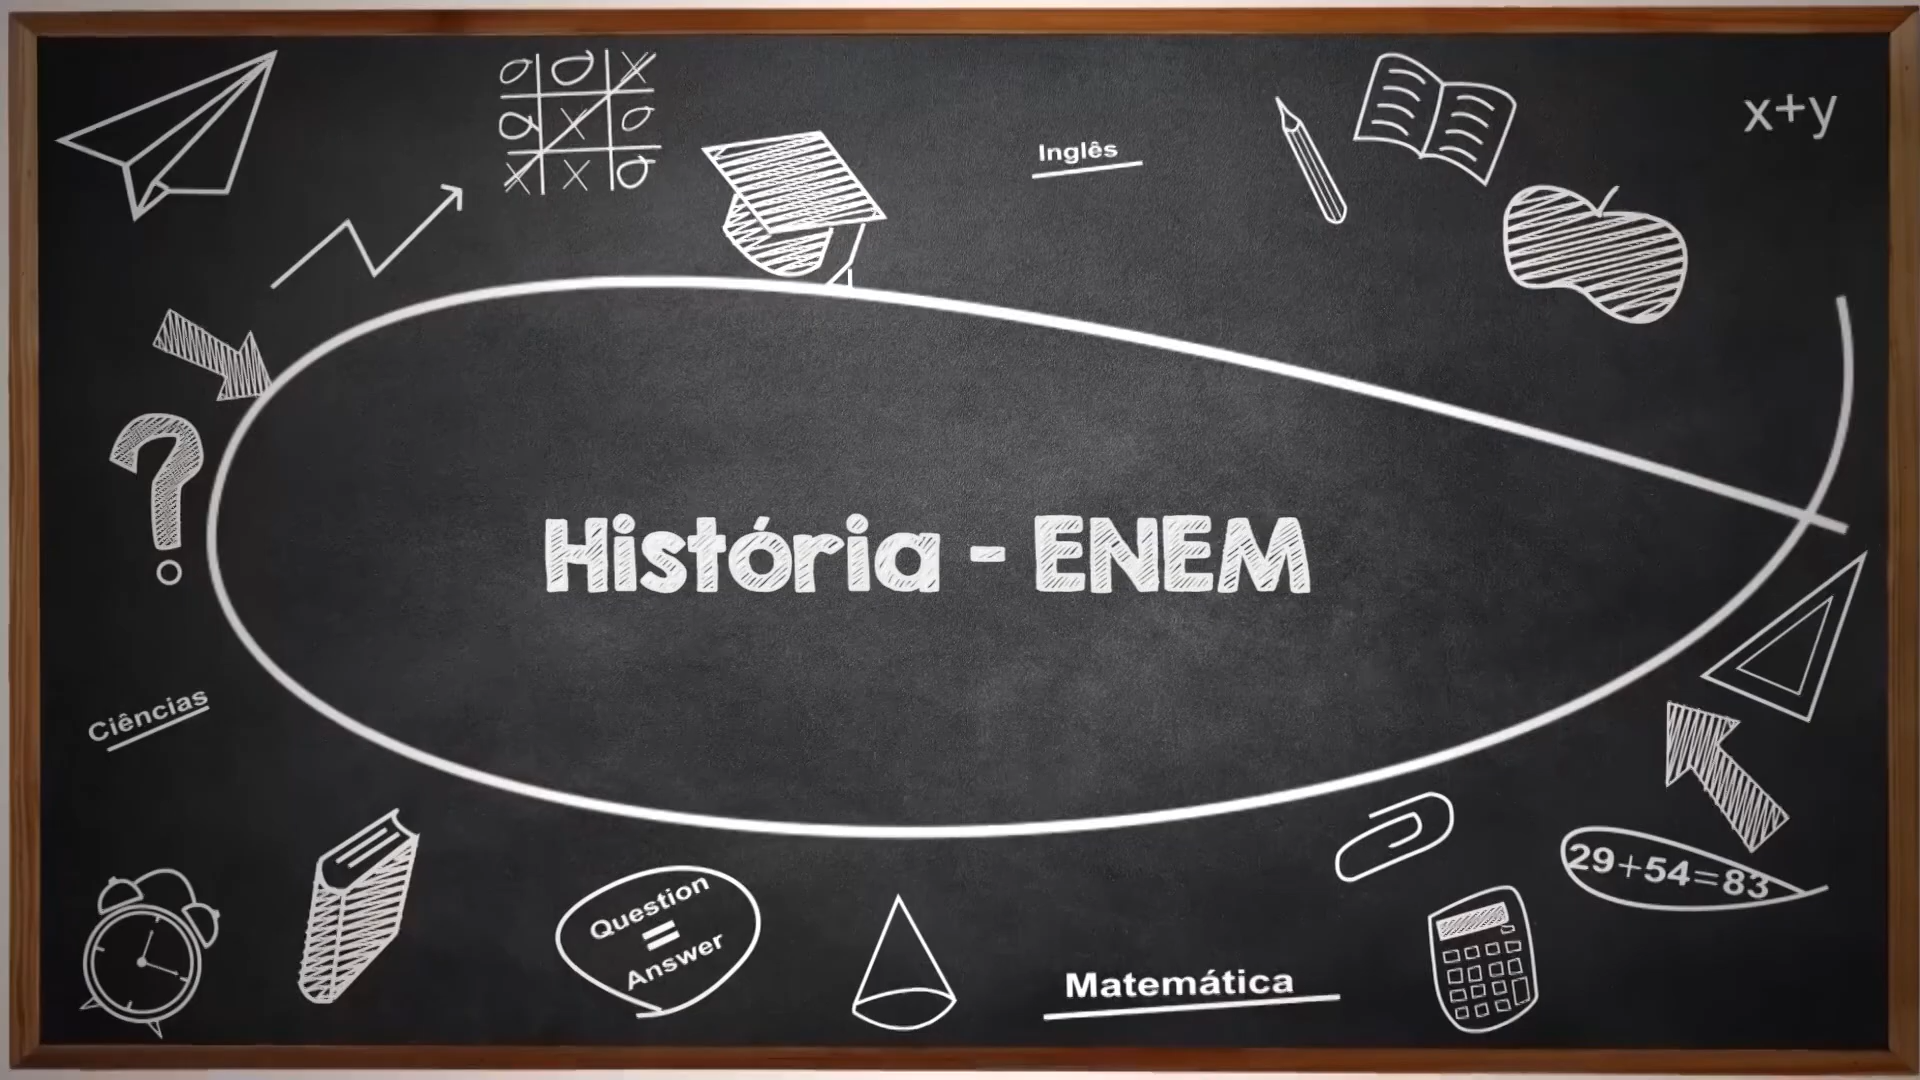 O O X
O X O
X X O
Inglês
x+y
História - ENEM
Ciências
29+54=83
Question
=
Answer
Matemática